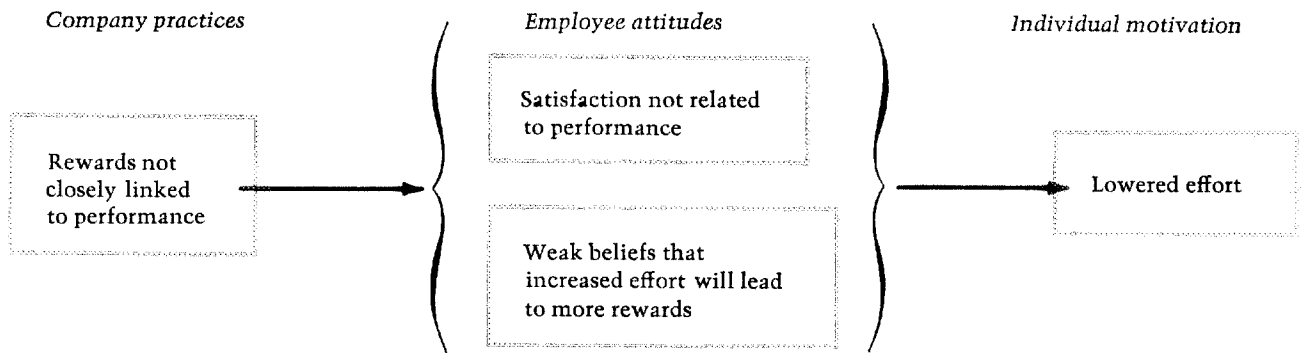 Company practices
Employee attitudes
Individual motivation
Rewards not
closely linked
to performance
Satisfaction not related
to performance
Weak beliefs that
increased effort will lead
to more rewards
Lowered effort